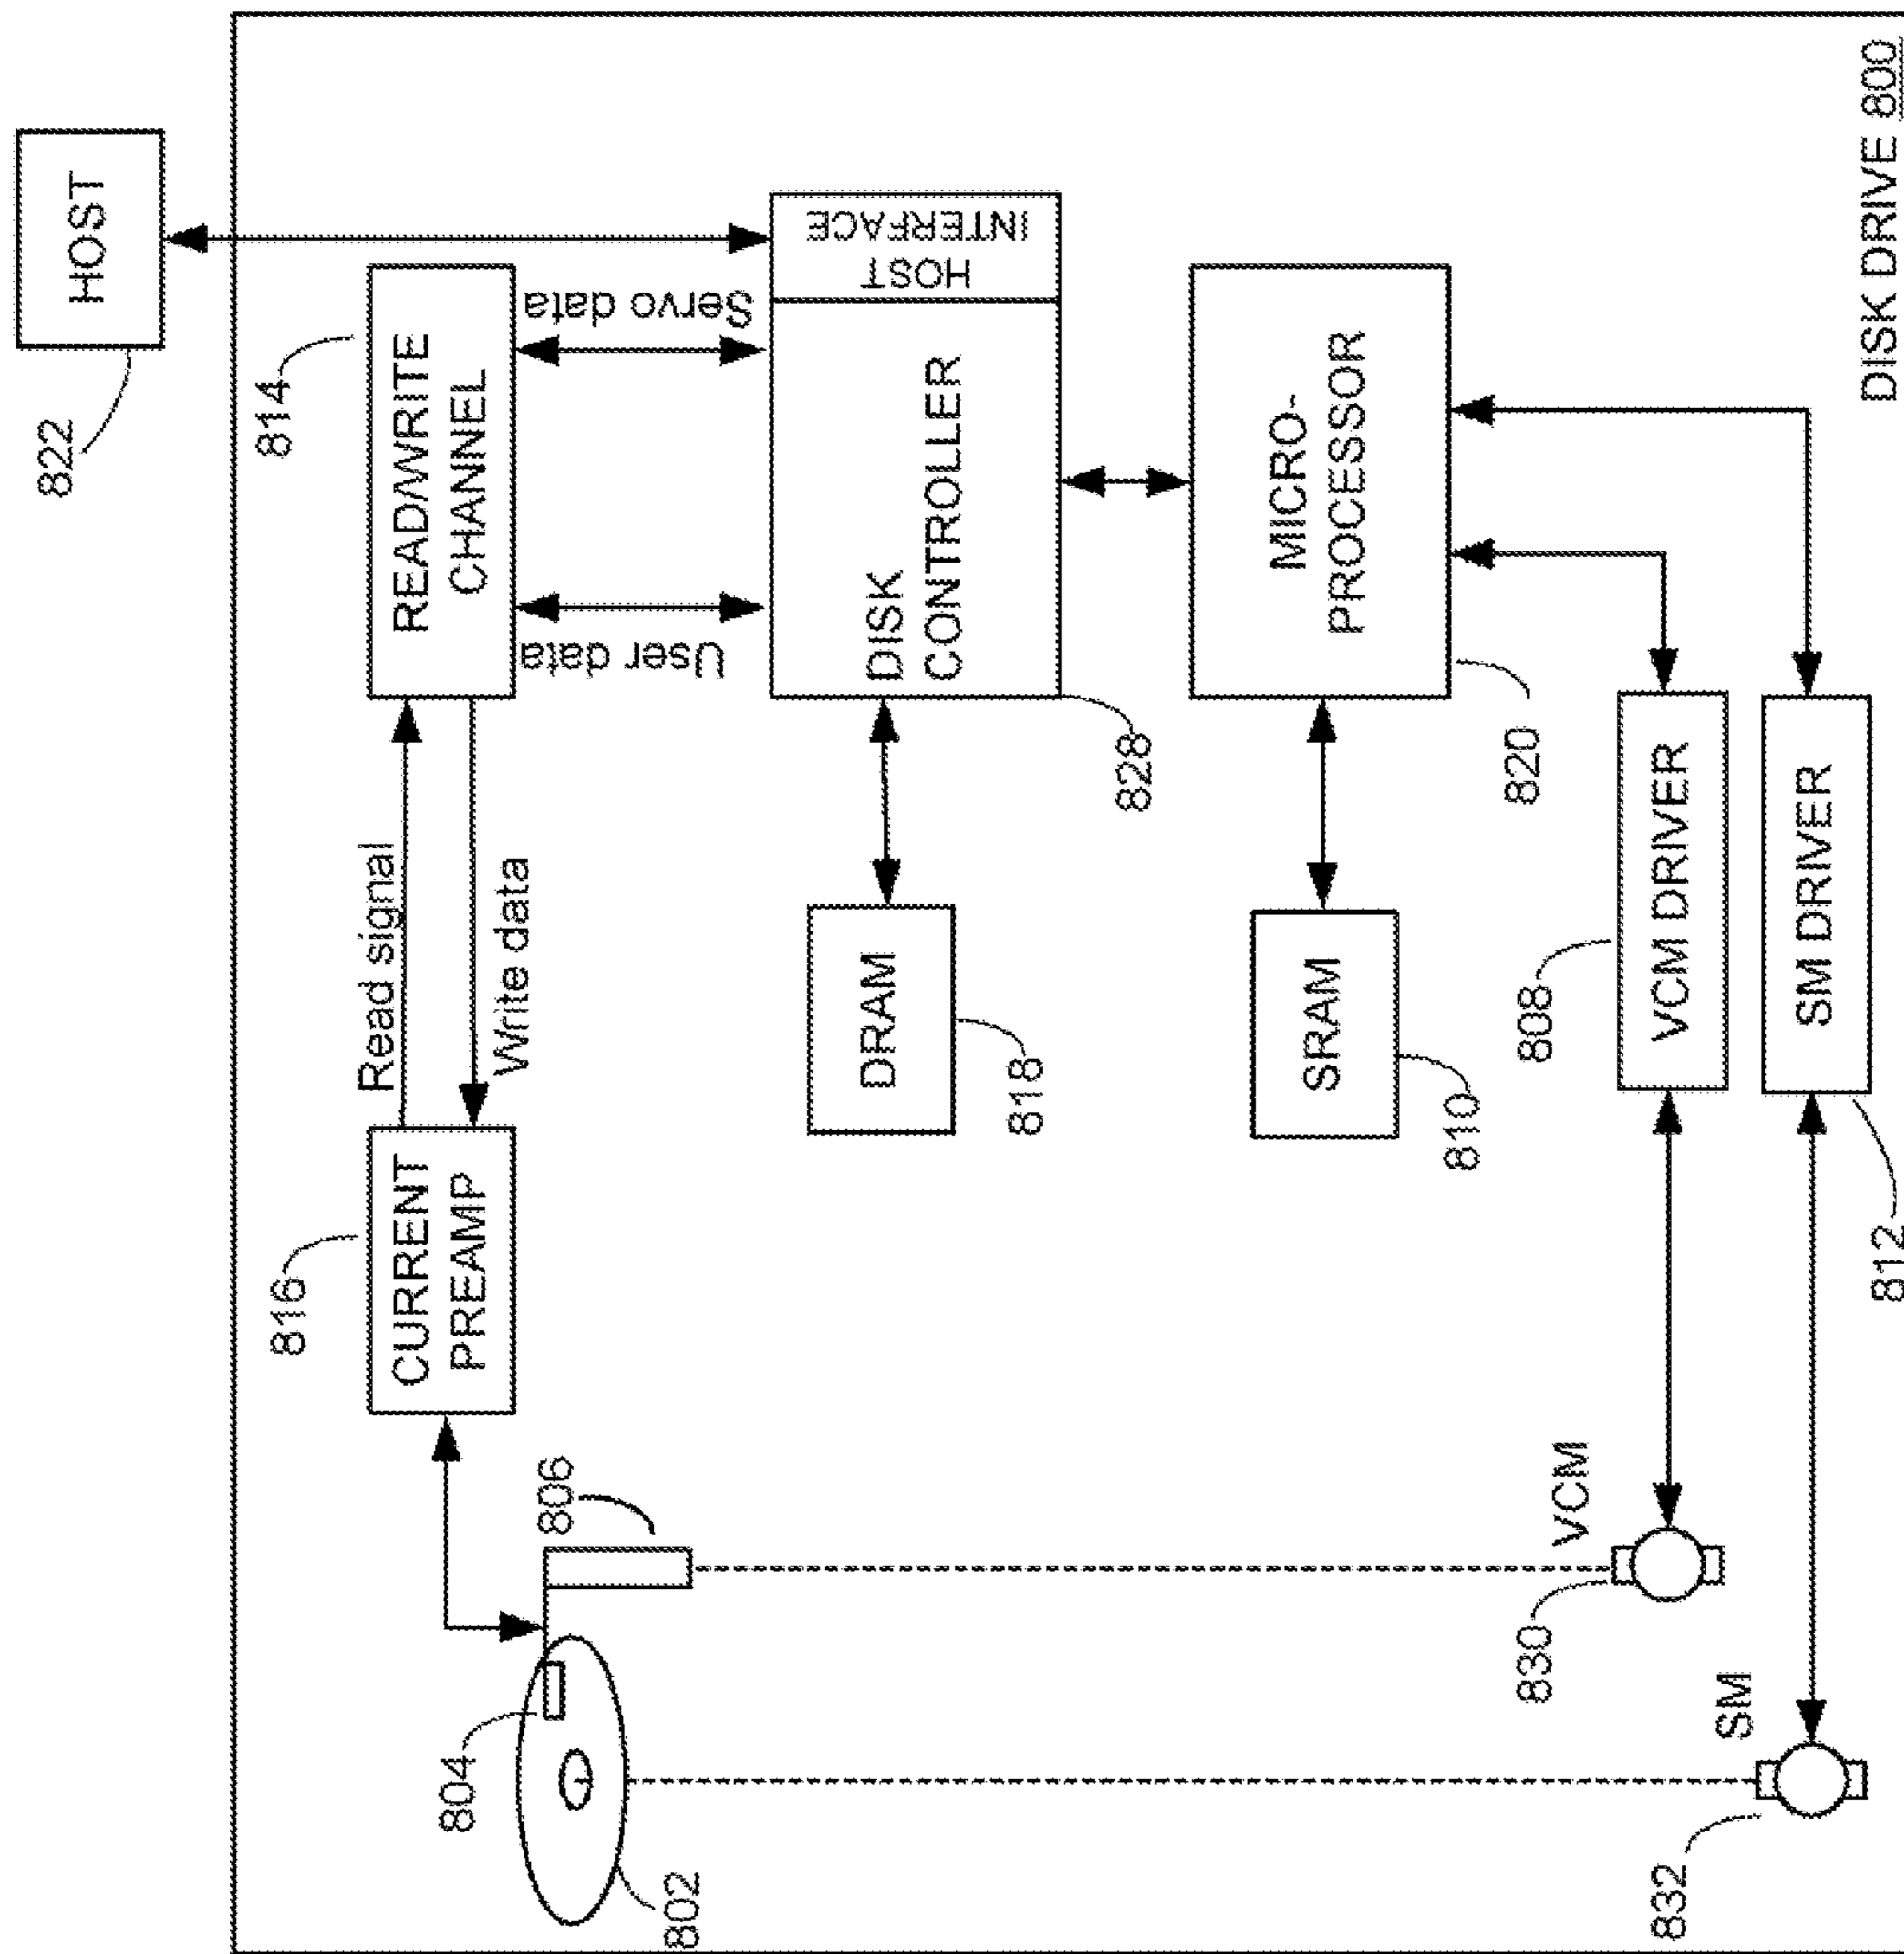 HOST
822
814
READWRITE
CHANNEL
Read signal
Write data
816
CURRENT
PREAMP
User data
Servo data
HOST
INTERFACE
DISK
CONTROLLER
828
DRAM
818
804
806
802
MICRO-
PROCESSOR
820
SRAM
810
VCM
830
808
VCM DRIVER
SM
832
SM DRIVER
812
DISK DRIVE 800